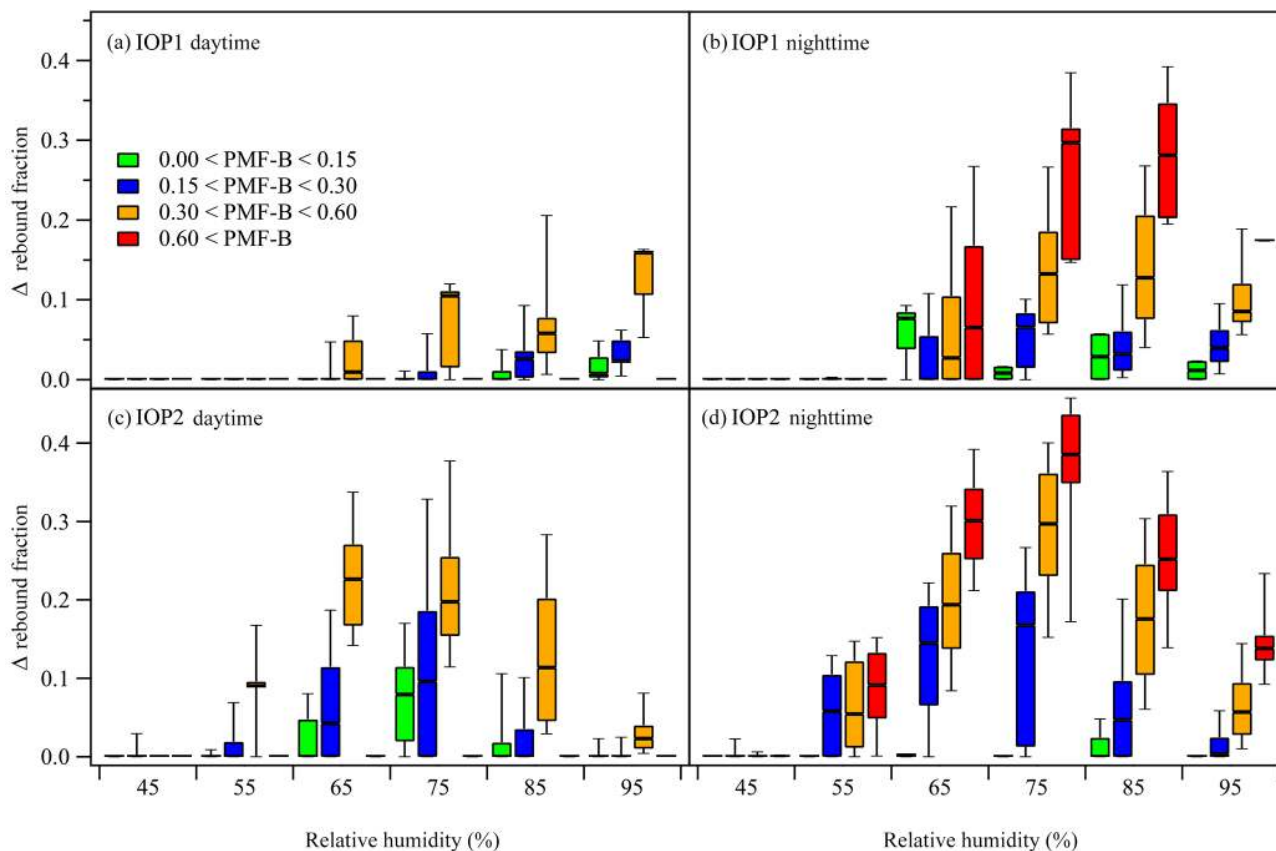 (a) IOP1 daytime
(b) IOP1 nighttime
0.4
0.3
0.2
0.1
0.0
Δ rebound fraction
0.00 < PMF-B < 0.15
0.15 < PMF-B < 0.30
0.30 < PMF-B < 0.60
0.60 < PMF-B
(c) IOP2 daytime
(d) IOP2 nighttime
0.4
0.3
0.2
0.1
0.0
Δ rebound fraction
45 55 65 75 85 95
45 55 65 75 85 95
Relative humidity (%)
Relative humidity (%)